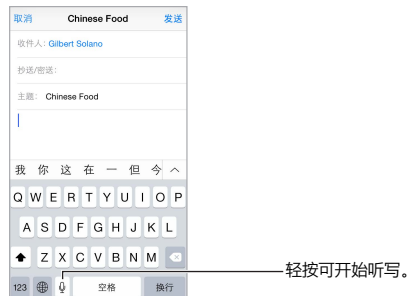 取消 Chinese Food 发送
收件人: Gilbert Solano
抄送/密送:
主题: Chinese Food
我 你 这 在 一 但 今
Q W E R T Y U I O P
A S D F G H J K L
Z X C V B N M
123 空格 换行
轻按可开始听写。